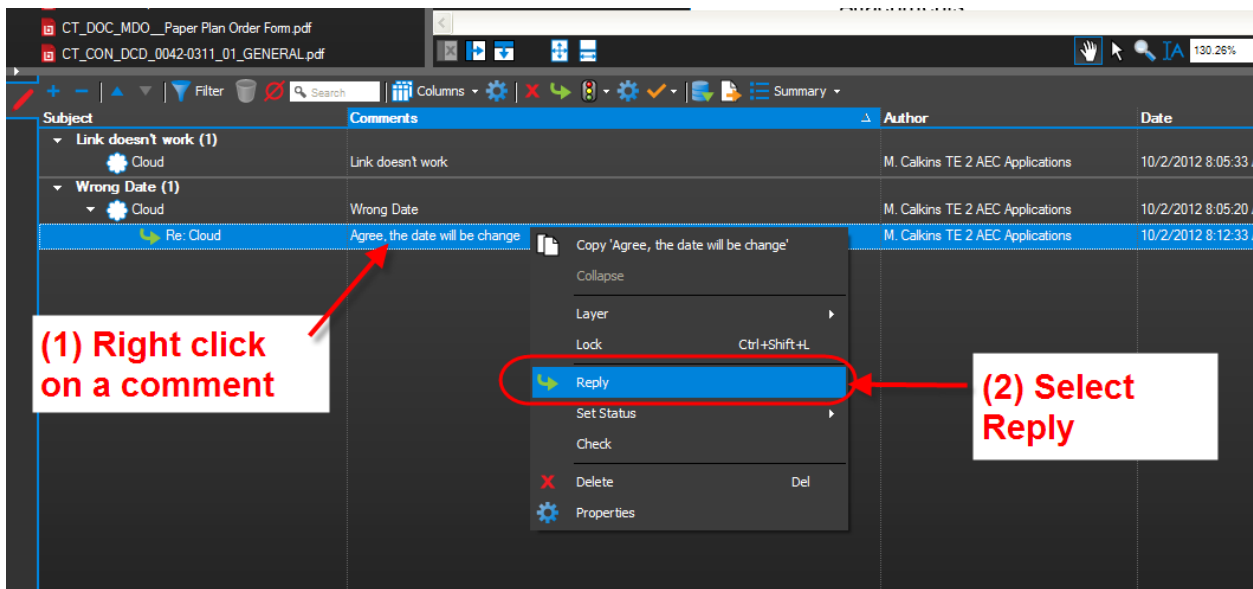 CT_DOC_MDO__Paper Plan Order Form.pdf
CT_CON_DCD_0042-0311_01_GENERAL.pdf
130.26%
Filter Search Columns Summary
Subject Comments Author Date
Link doesn't work (1)
Cloud Link doesn't work M. Calkins TE 2 AEC Applications 10/2/2012 8:05:33
Wrong Date (1)
Cloud Wrong Date M. Calkins TE 2 AEC Applications 10/2/2012 8:05:20
Re: Cloud Agree, the date will be change M. Calkins TE 2 AEC Applications 10/2/2012 8:12:33
Copy 'Agree, the date will be change'
Collapse
Layer
Lock Ctrl+Shift+L
Reply
Set Status
Check
Delete Del
Properties
(1) Right click
on a comment
(2) Select
Reply